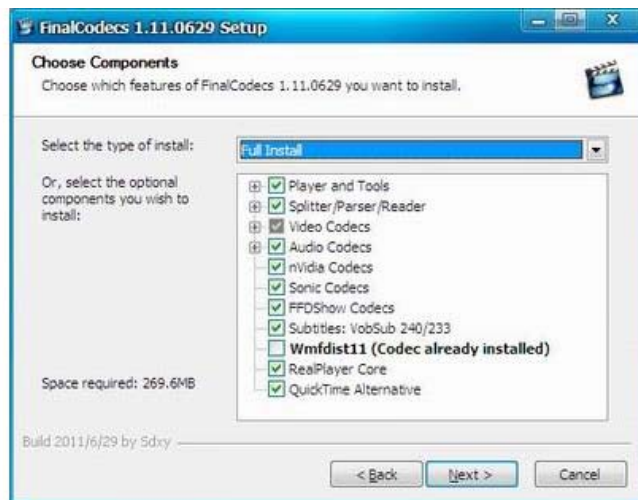 FinalCodecs 1.11.0629 Setup
Choose Components
Choose which features of FinalCodecs 1.11.0629 you want to install.
Select the type of install:
Full Install
Or, select the optional
components you wish to
install:
Player and Tools
Splitter/Parser/Reader
Video Codecs
Audio Codecs
nVidia Codecs
Sonic Codecs
FFDShow Codecs
Subtitles: VobSub 240/233
Wmfdist11 (Codec already installed)
RealPlayer Core
QuickTime Alternative
Space required: 269.6MB
Build 2011/6/29 by Sdxy
< Back
Next >
Cancel